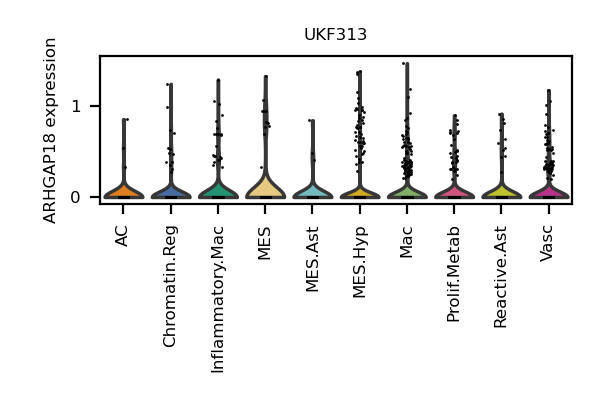 UKF313
ARHGAP18 expression
1
0
AC
Chromatin.Reg
Inflammatory.Mac
MES
MES.Ast
MES.Hyp
Mac
Prolif.Metab
Reactive.Ast
Vasc